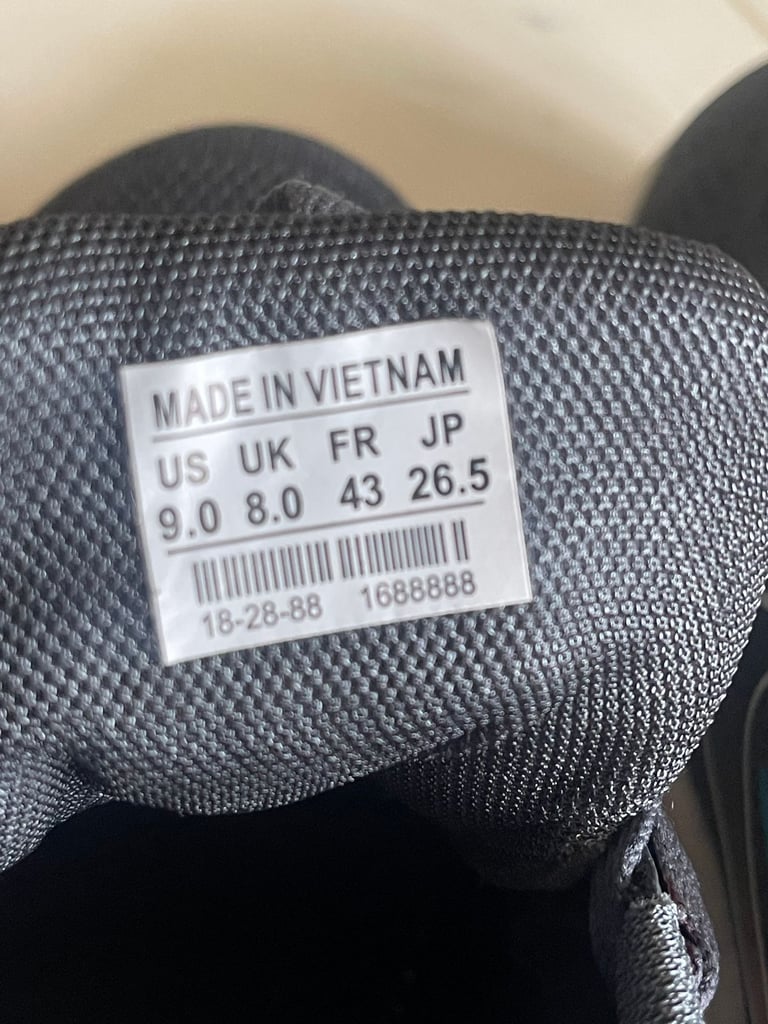 MADE IN VIETNAM
US UK FR JP
9.0 8.0 43 26.5
18-28-88 1688888